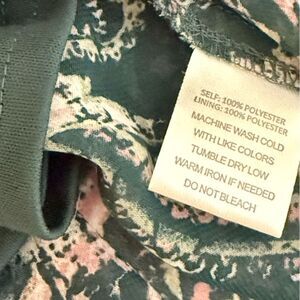 SELF: 100% POLYESTER
LINING: 100% POLYESTER
MACHINE WASH COLD
WITH LIKE COLORS
TUMBLE DRY LOW
WARM IRON IF NEEDED
DO NOT BLEACH